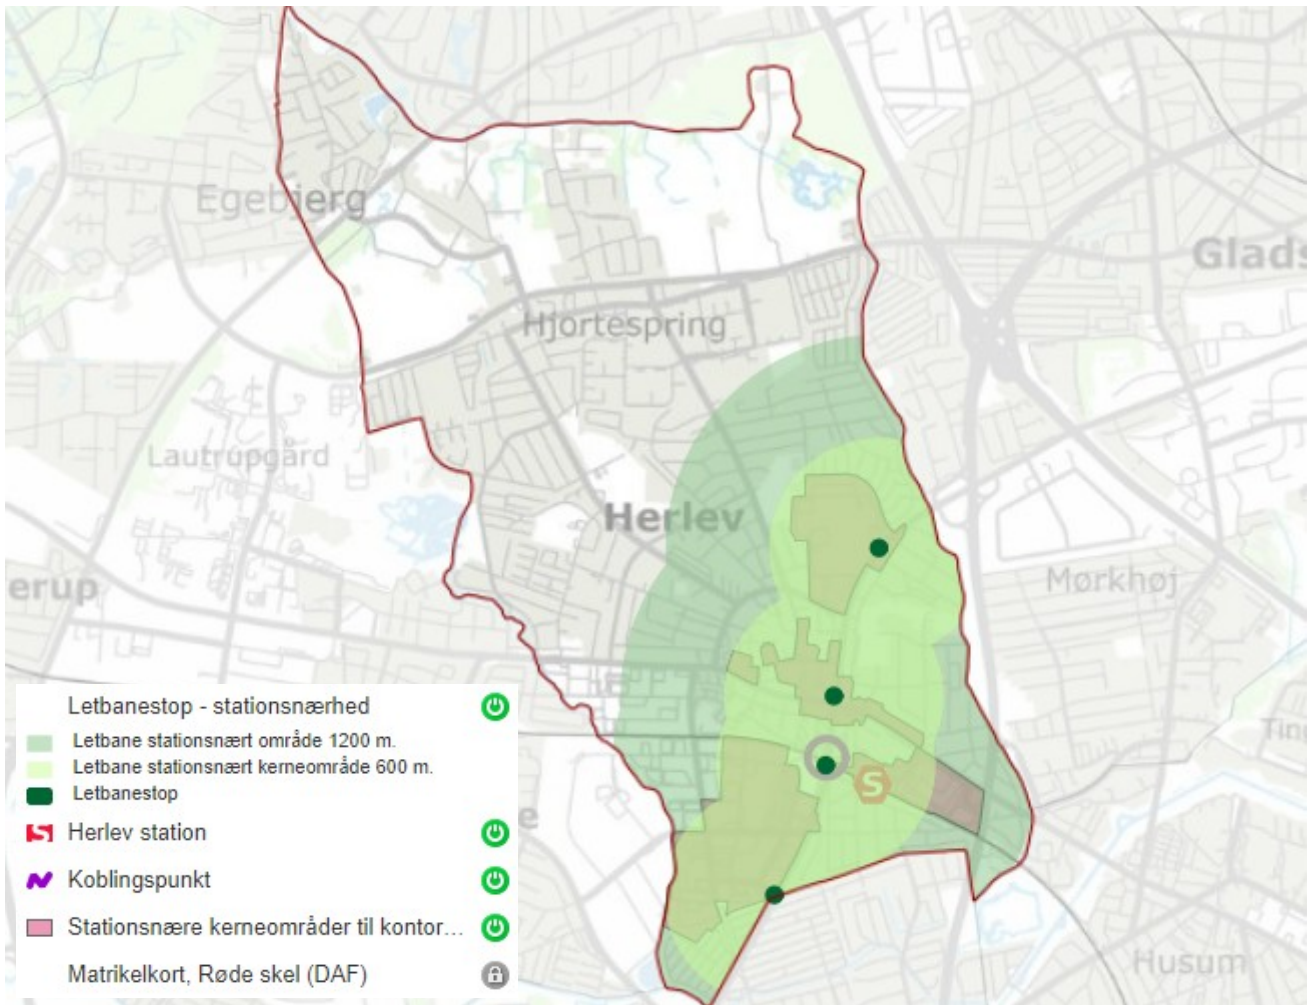 Egebjerg
Glads
Hjortespring
Lautrupgård
Herlev
erup
Mørkhøj
Letbanestop - stationsnærhed
Letbane stationsnært område 1200 m.
Letbane stationsnært kerneområde 600 m.
Letbanestop
S Herlev station
Koblingspunkt
Stationsnære kerneområder til kontor...
Matrikelkort, Røde skel (DAF)
S
Ting
e
Husum